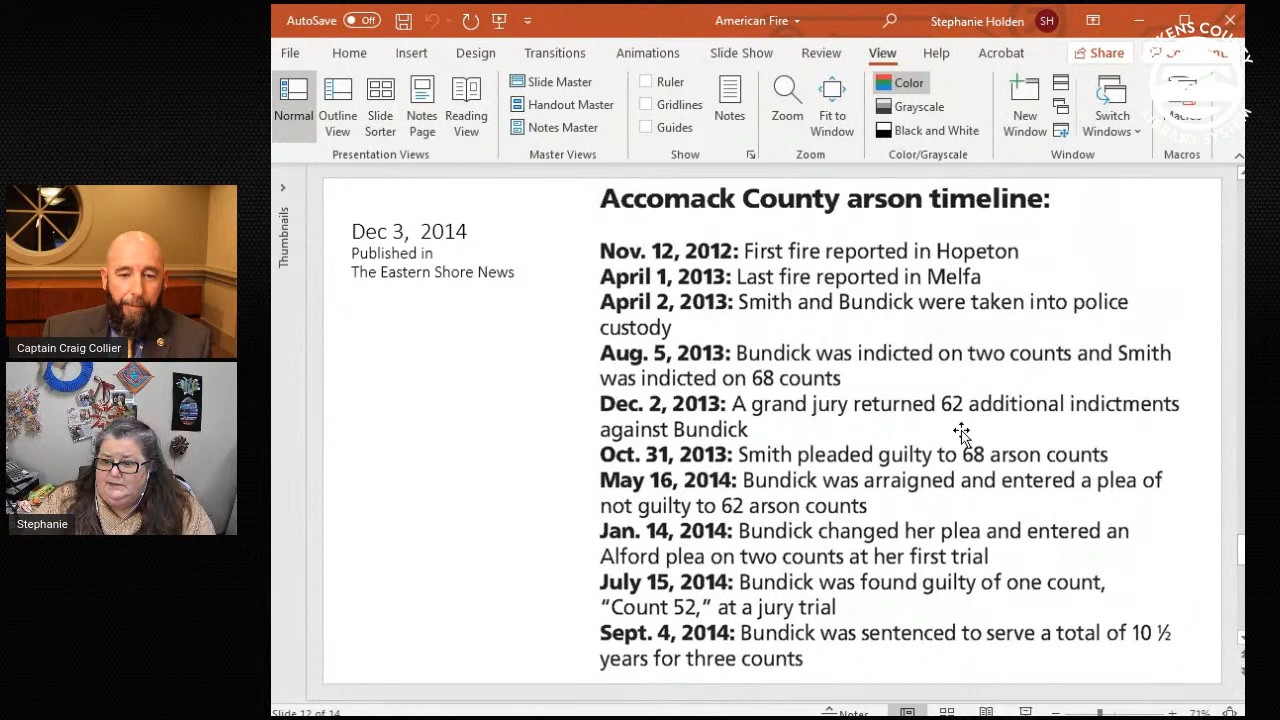 AutoSave Off American Fire Stephanie Holden SH
File Home Insert Design Transitions Animations Slide Show Review View Help Acrobat Share
Normal
Outline View
Slide Sorter
Notes Page
Reading View
Presentation Views
Slide Master
Handout Master
Notes Master
Master Views
Ruler
Gridlines
Guides
Notes
Show
Zoom
Fit to Window
Zoom
Color
Grayscale
Black and White
Color/Grayscale
New Window
Switch Windows
Window
Macros
Macros
LIBRARY SYSTEM
Thumbnails
Dec 3, 2014
Published in
The Eastern Shore News
Accomack County arson timeline:
Nov. 12, 2012: First fire reported in Hopeton
April 1, 2013: Last fire reported in Melfa
April 2, 2013: Smith and Bundick were taken into police
custody
Aug. 5, 2013: Bundick was indicted on two counts and Smith
was indicted on 68 counts
Dec. 2, 2013: A grand jury returned 62 additional indictments
against Bundick
Oct. 31, 2013: Smith pleaded guilty to 68 arson counts
May 16, 2014: Bundick was arraigned and entered a plea of
not guilty to 62 arson counts
Jan. 14, 2014: Bundick changed her plea and entered an
Alford plea on two counts at her first trial
July 15, 2014: Bundick was found guilty of one count,
“Count 52,” at a jury trial
Sept. 4, 2014: Bundick was sentenced to serve a total of 10 ½
years for three counts
Captain Craig Collier
Stephanie
Slide 12 of 14 Notes 71%